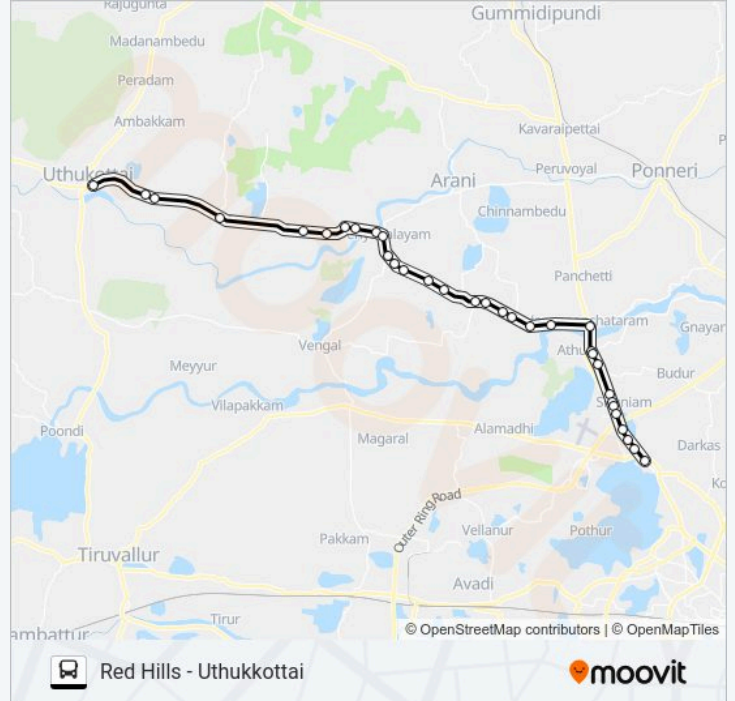 Rajugunta
Gummidipundi
Madanambedu
Peradam
Ambakkam
Kavaraipettai
Uthukottai
Peruvoyal
Ponneri
Arani
Chinnambedu
Panchetti
Vengal
Meyyur
Budur
Vilapakkam
Poondi
Magaral
Alamadhi
Darkas
Outer Ring Road
Pakkam
Vellanur
Pothur
Tiruvallur
Avadi
Tirur
© OpenStreetMap contributors | © OpenMapTiles
Red Hills - Uthukkottai
moovit